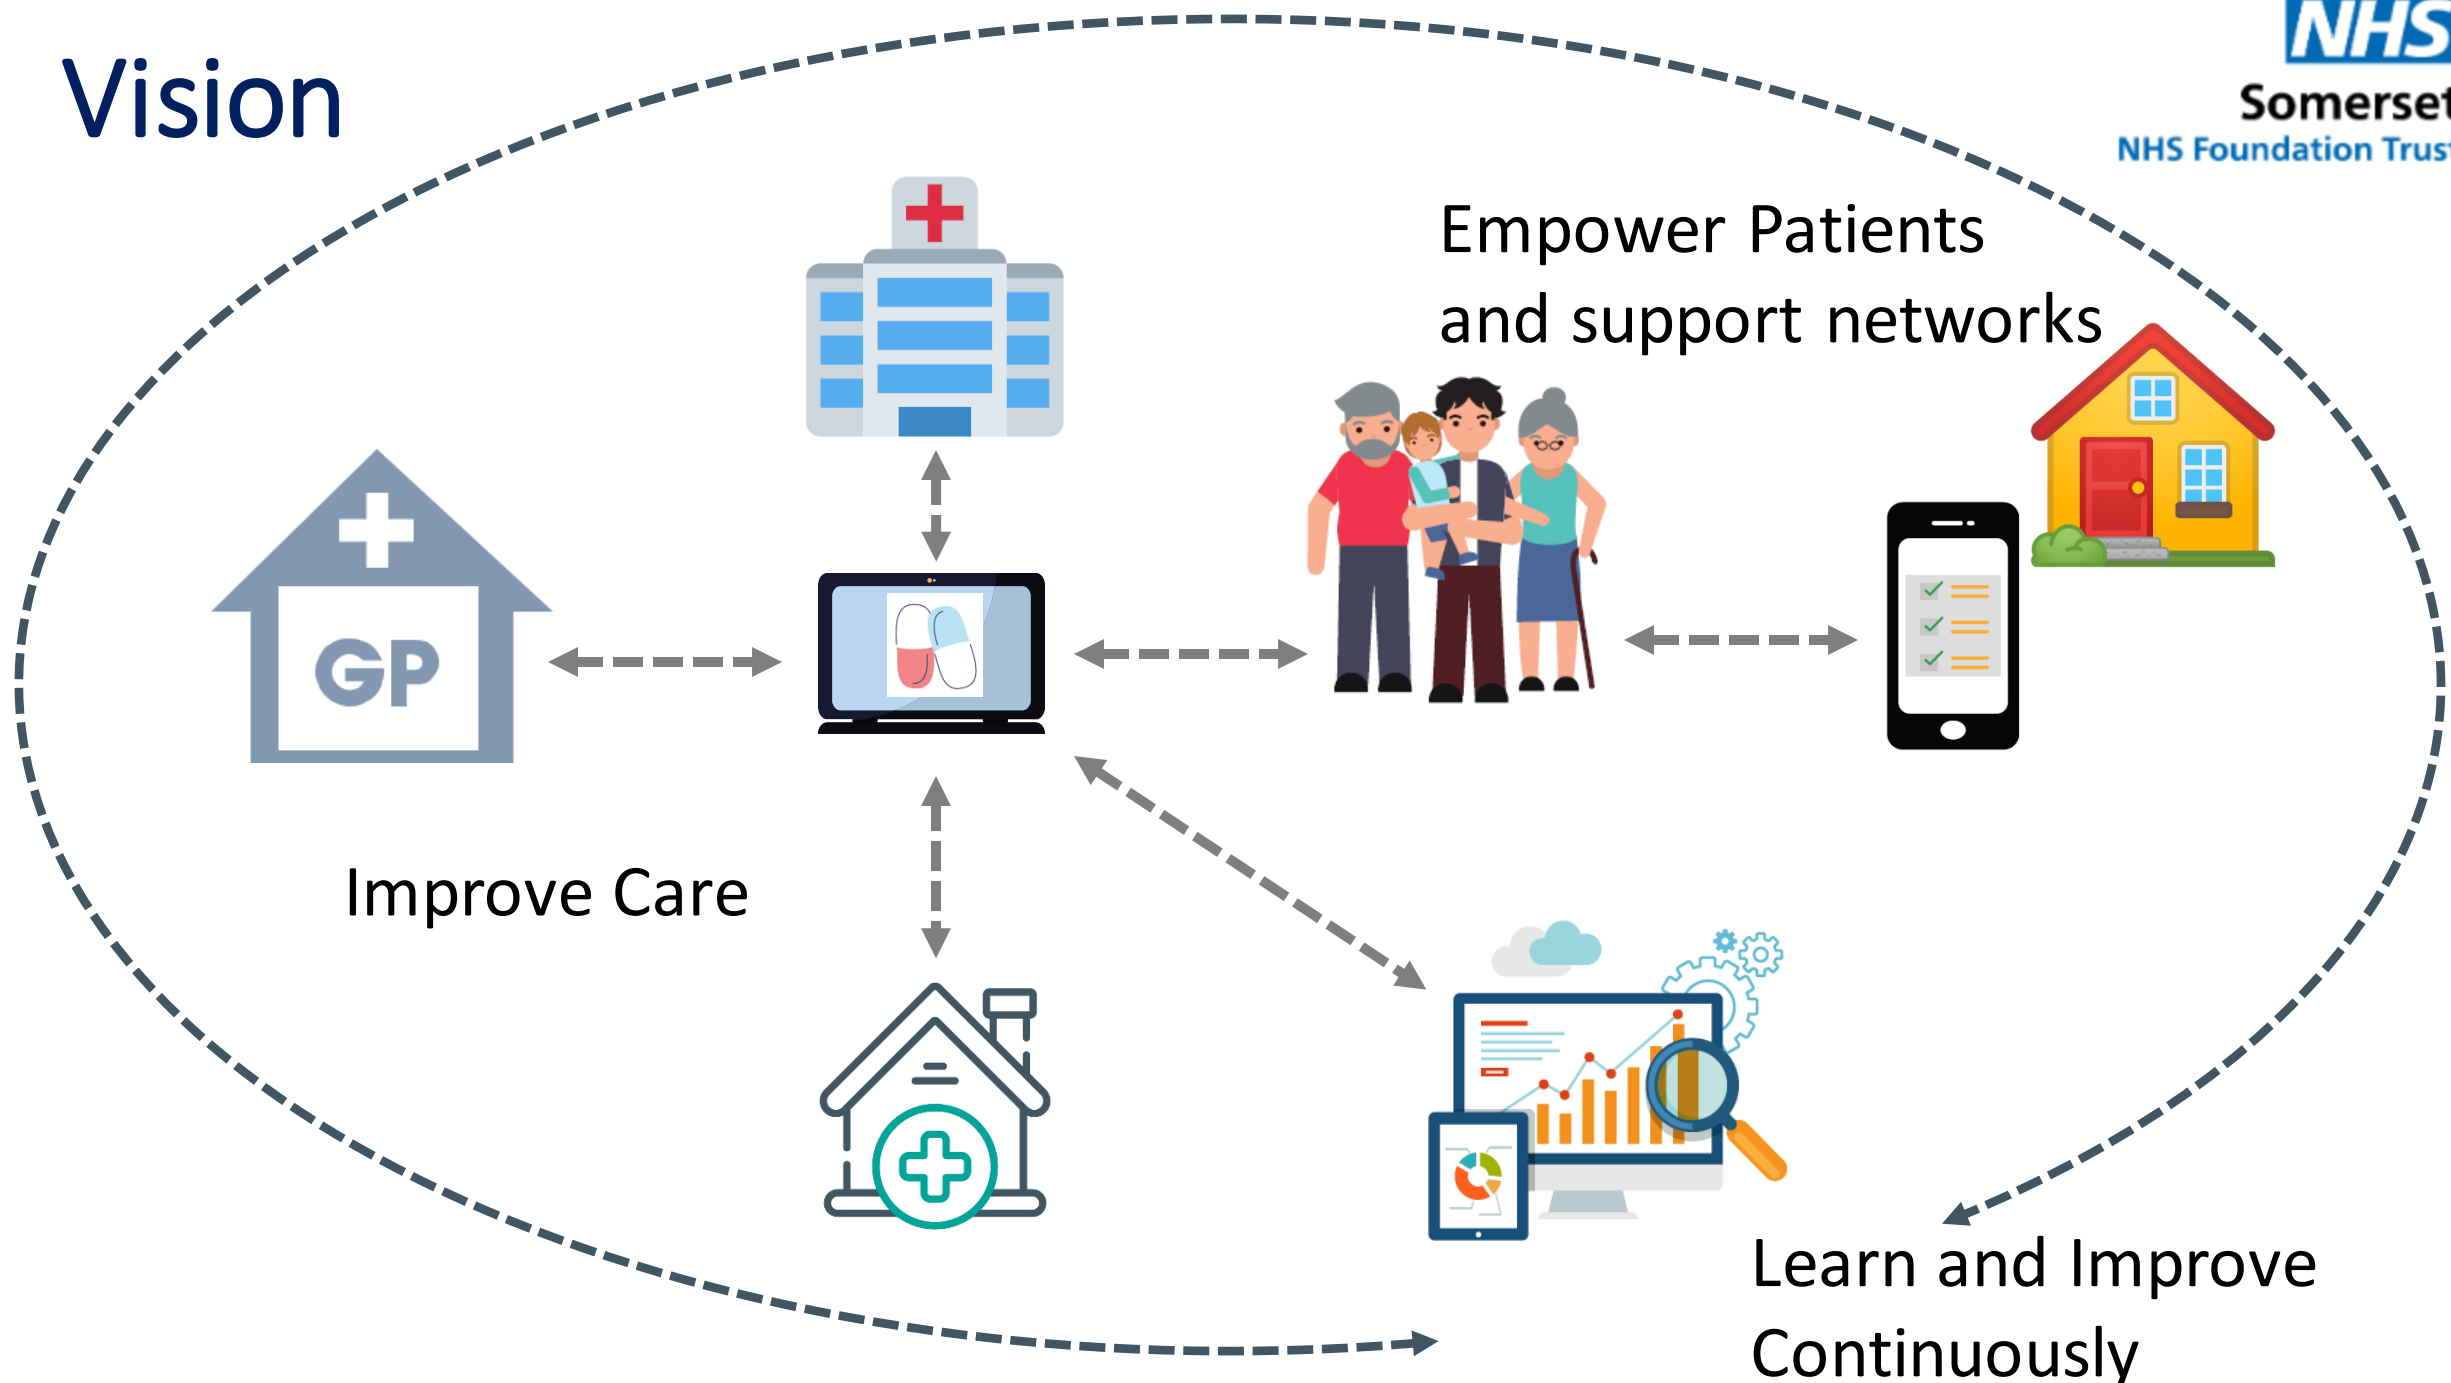 Vision
NHS
Somerset
NHS Foundation Trust
Empower Patients
and support networks
GP
Improve Care
Learn and Improve
Continuously